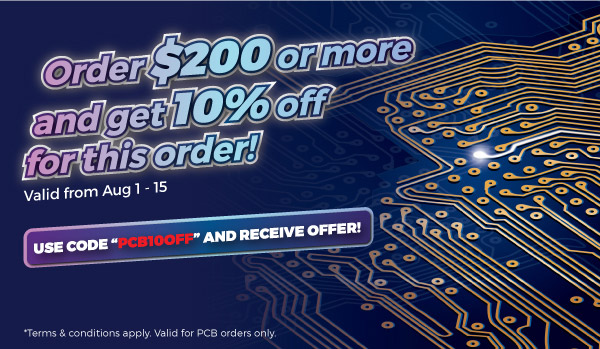 Order $200 or more
and get 10% off
for this order!
Valid from Aug 1 - 15
USE CODE “PCB10OFF” AND RECEIVE OFFER!
*Terms & conditions apply. Valid for PCB orders only.